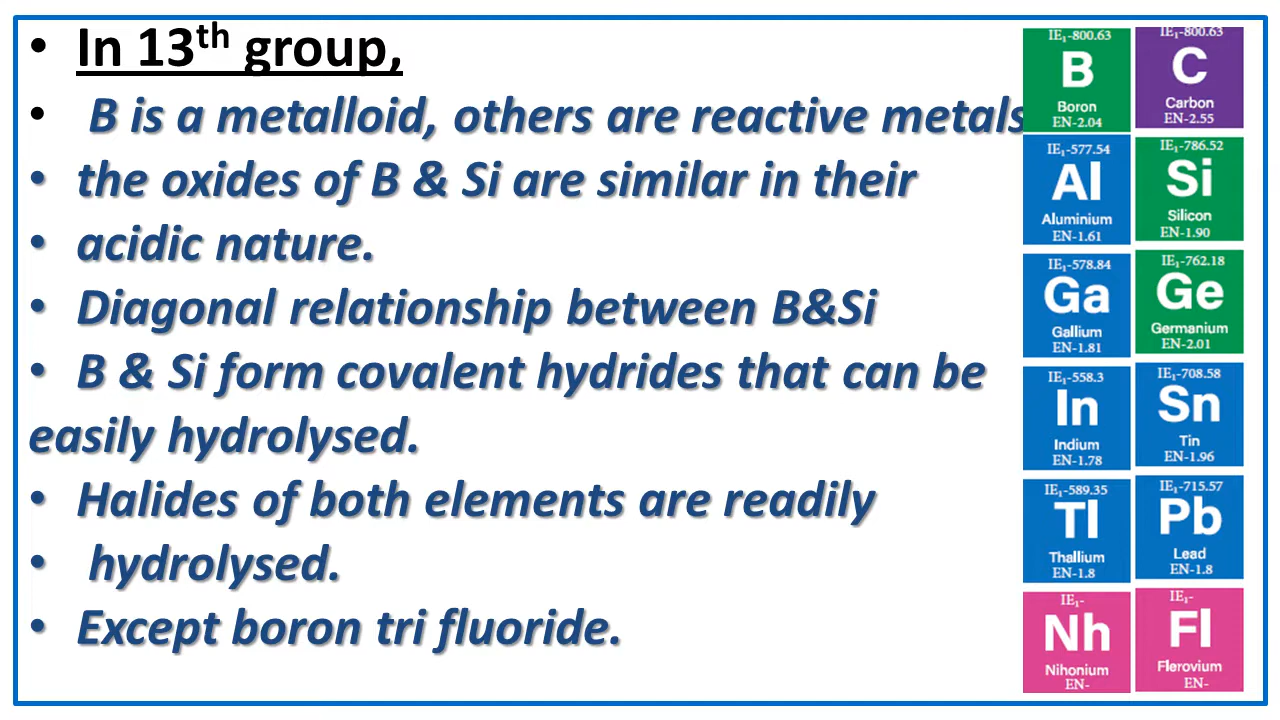 • In 13th group,
• B is a metalloid, others are reactive metals
• the oxides of B & Si are similar in their
• acidic nature.
• Diagonal relationship between B&Si
• B & Si form covalent hydrides that can be
easily hydrolysed.
• Halides of both elements are readily
• hydrolysed.
• Except boron tri fluoride.
IE₁-800.63
B
Boron
EN-2.04
IE₁-800.63
C
Carbon
EN-2.55
IE₁-577.54
Al
Aluminium
EN-1.61
IE₁-786.52
Si
Silicon
EN-1.90
IE₁-578.84
Ga
Gallium
EN-1.81
IE₁-762.18
Ge
Germanium
EN-2.01
IE₁-558.3
In
Indium
EN-1.78
IE₁-708.58
Sn
Tin
EN-1.96
IE₁-589.35
Tl
Thallium
EN-1.8
IE₁-715.57
Pb
Lead
EN-1.8
IE₁-
Nh
Nihonium
EN-
IE₁-
Fl
Flerovium
EN-